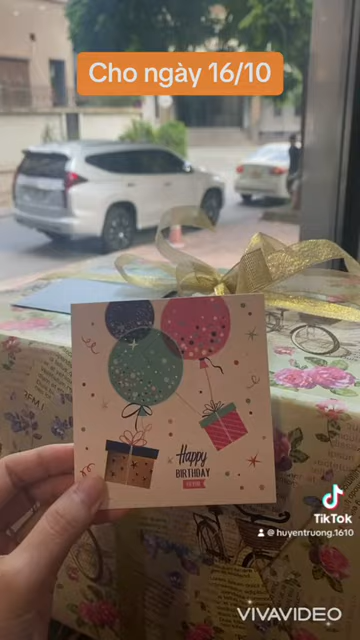 Cho ngày 16/10
Happy
BIRTHDAY
TikTok
@huyentruong.1610
VIVAVIDEO